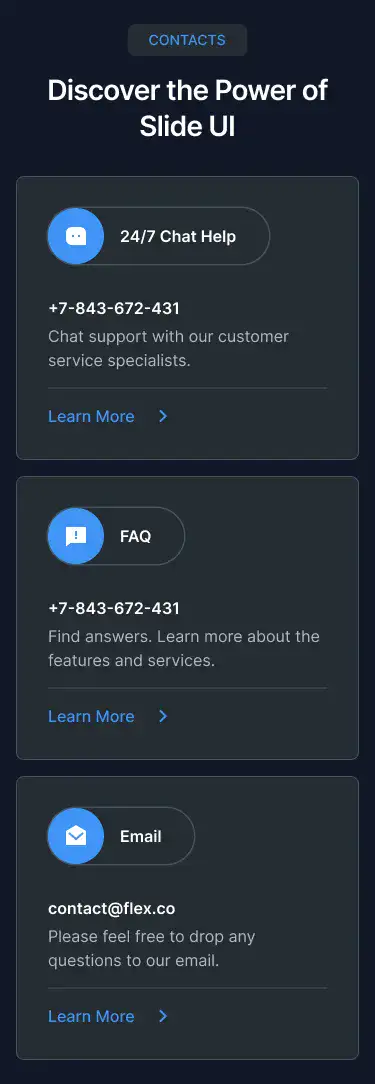 CONTACTS
Discover the Power of
Slide UI
24/7 Chat Help
+7-843-672-431
Chat support with our customer
service specialists.
Learn More
FAQ
+7-843-672-431
Find answers. Learn more about the
features and services.
Learn More
Email
contact@flex.co
Please feel free to drop any
questions to our email.
Learn More